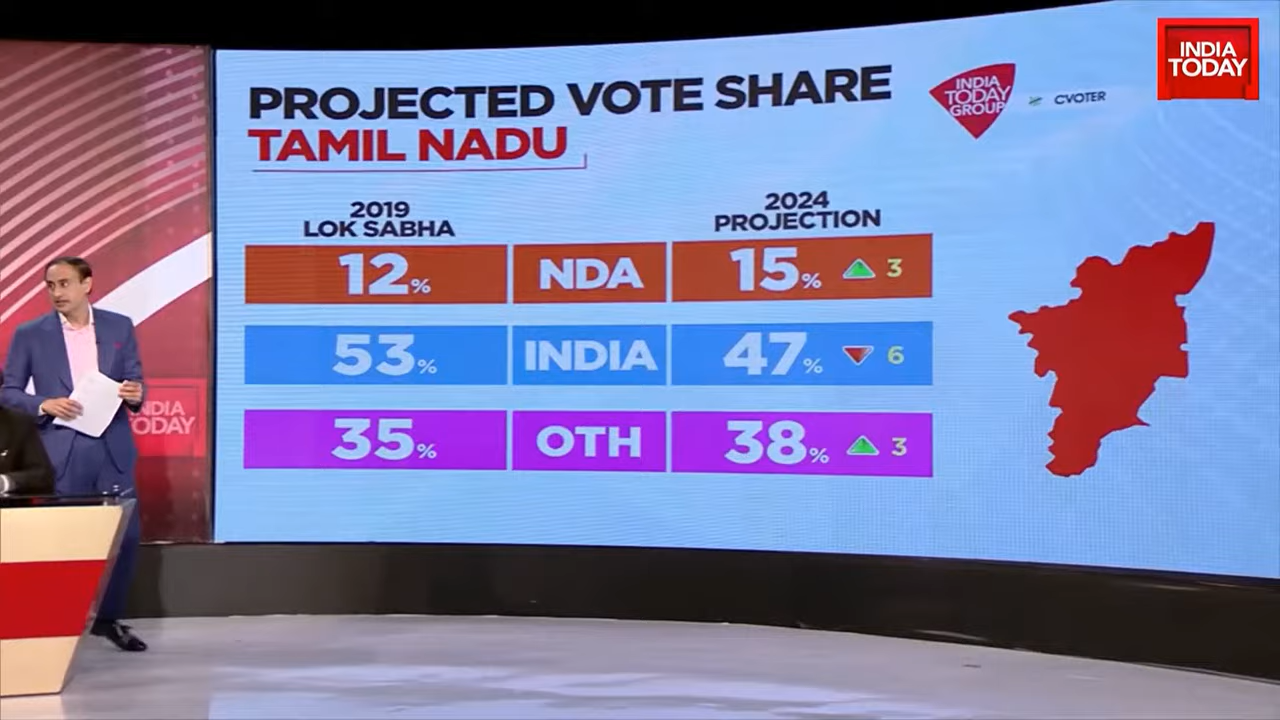 INDIA
TODAY
PROJECTED VOTE SHARE
TAMIL NADU
INDIA
TODAY
GROUP
CVOTER
2019
LOK SABHA
2024
PROJECTION
12%
NDA
15% 3
53%
INDIA
47% 6
35%
OTH
38% 3
INDIA
TODAY